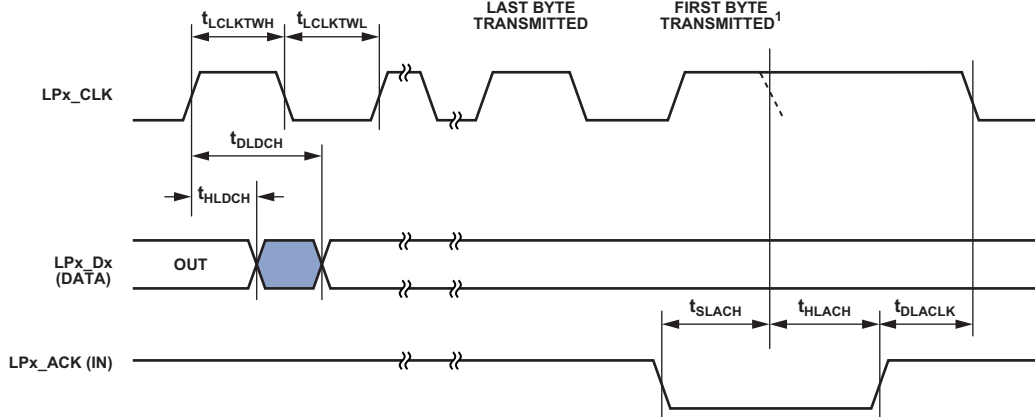 tLCLKTWH
tLCLKTWL
LAST BYTE
TRANSMITTED
FIRST BYTE
TRANSMITTED1
LPx_CLK
tDLDCH
tHLDCH
LPx_Dx
(DATA)
OUT
tSLACH
tHLACH
tDLACLK
LPx_ACK (IN)